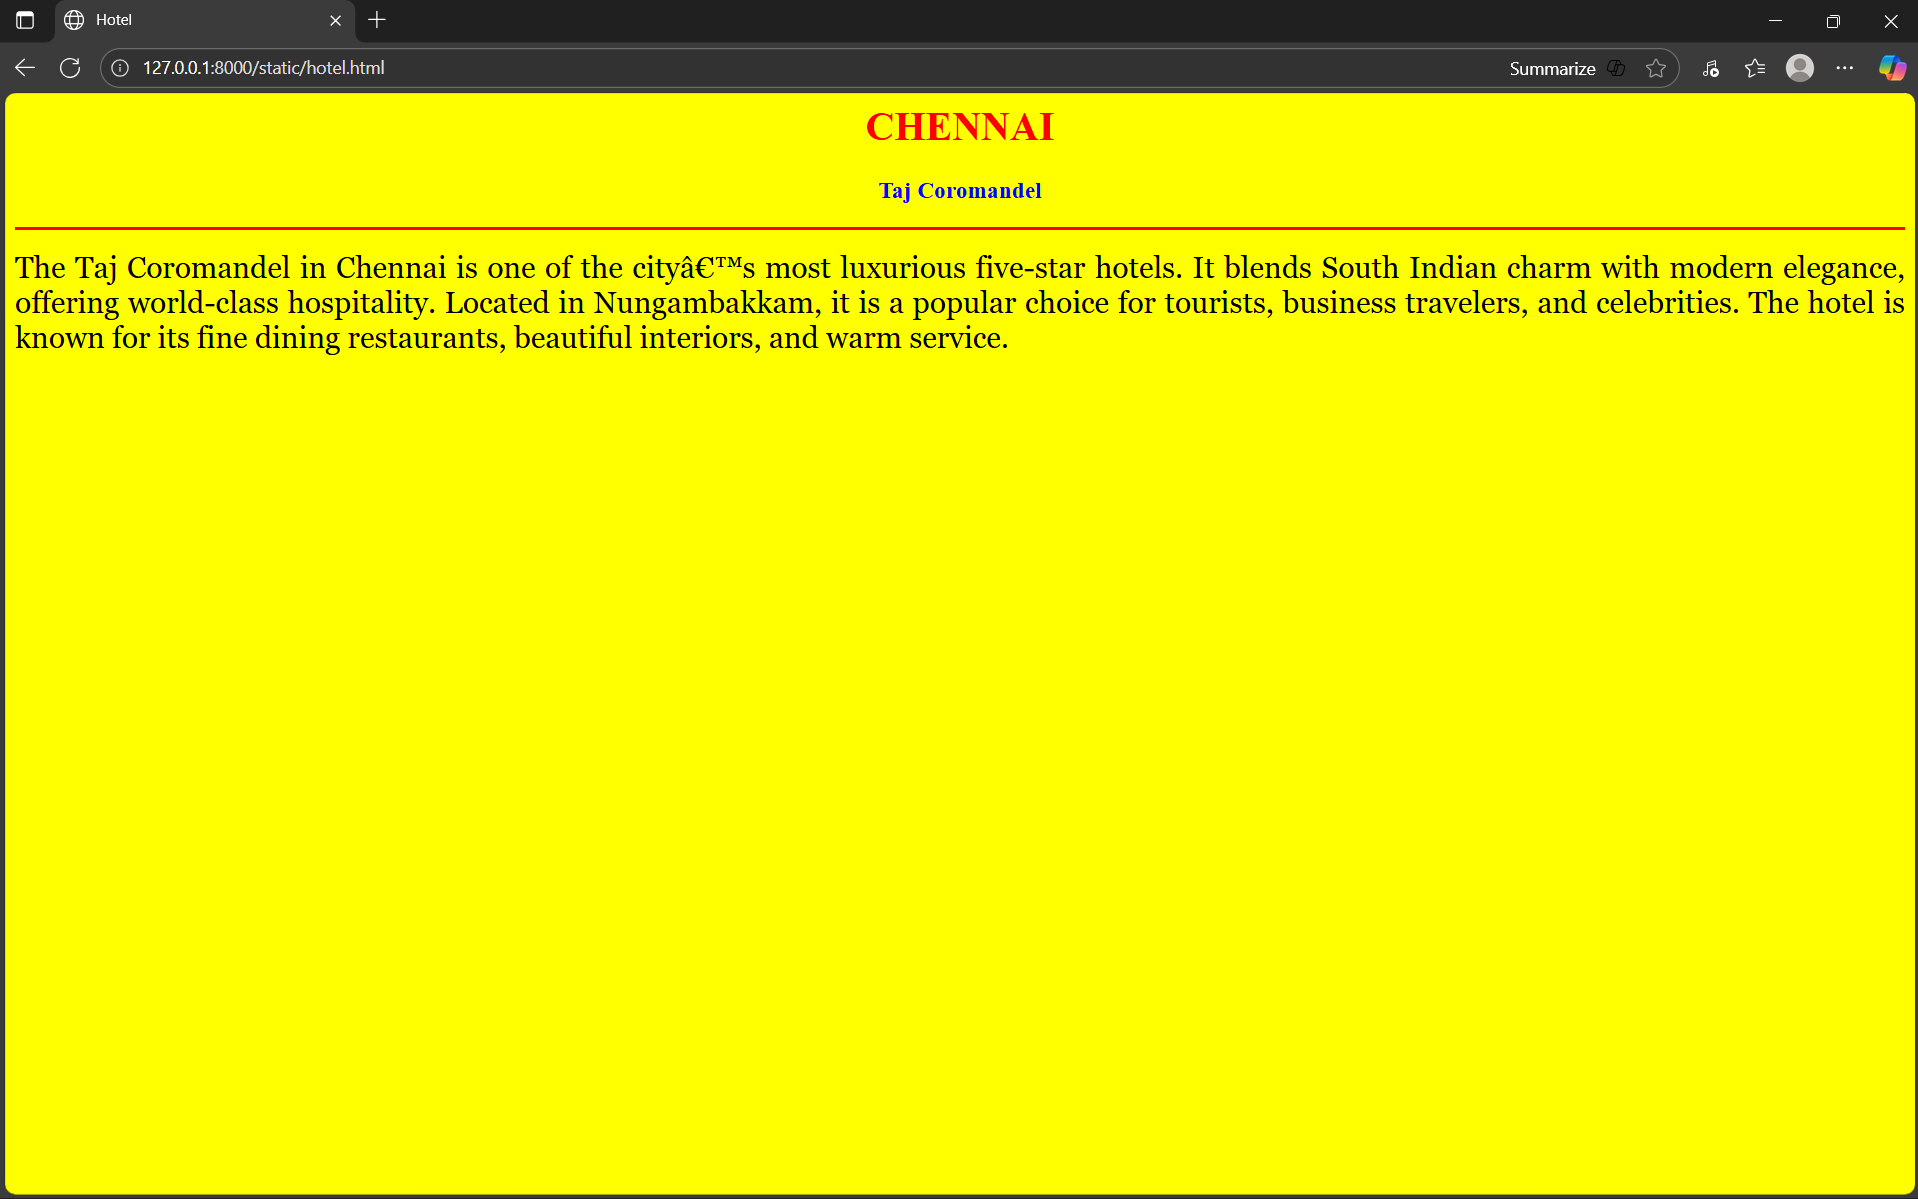 Hotel
127.0.0.1:8000/static/hotel.html
Summarize
CHENNAI
Taj Coromandel
The Taj Coromandel in Chennai is one of the cityâ€™s most luxurious five-star hotels. It blends South Indian charm with modern elegance,
offering world-class hospitality. Located in Nungambakkam, it is a popular choice for tourists, business travelers, and celebrities. The hotel is
known for its fine dining restaurants, beautiful interiors, and warm service.